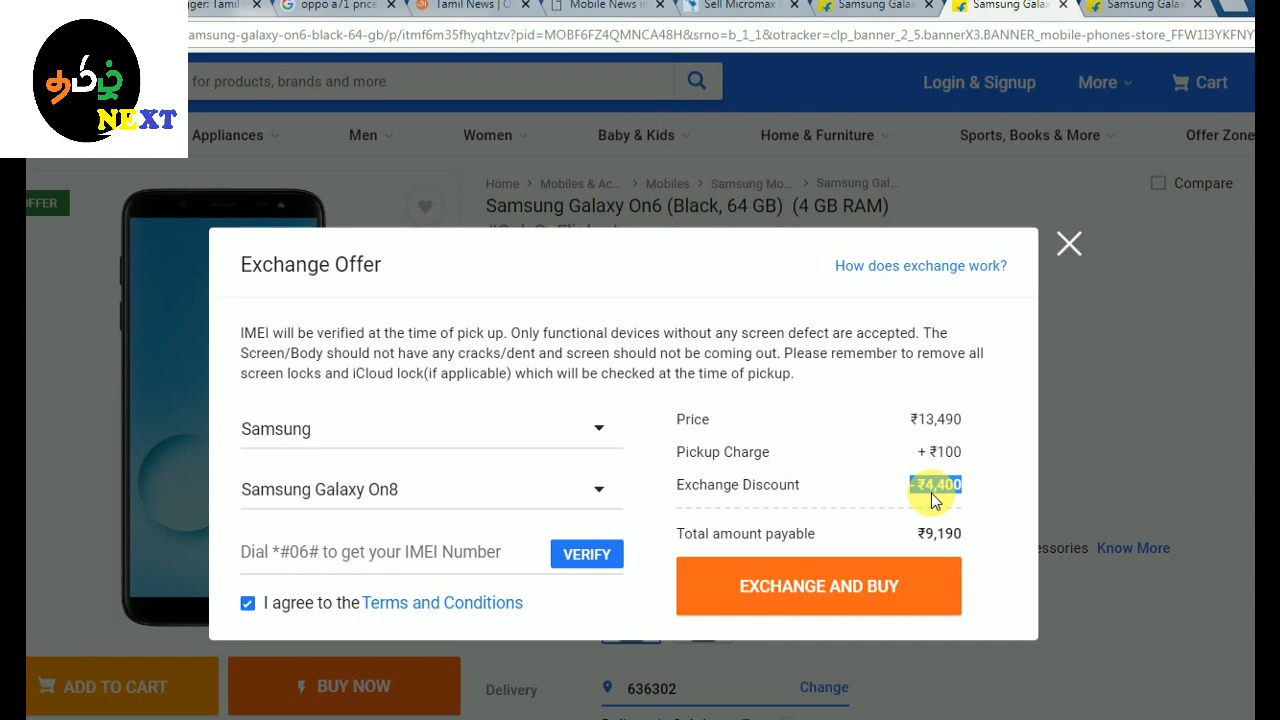 ger: Tamil
oppo a71 price
Tamil News | O
Mobile News in
Sell Micromax
Samsung Galax
Samsung Galax
Samsung Galax
amsung-galaxy-on6-black-64-gb/p/itmf6m35fhyqhtzv?pid=MOBF6FZ4QMNCA48H&srno=b_1_1&otracker=clp_banner_2_5.bannerX3.BANNER_mobile-phones-store_FFW1I3YKFNY
தமிழ்
NEXT
for products, brands and more
Login & Signup
More
Cart
Appliances
Men
Women
Baby & Kids
Home & Furniture
Sports, Books & More
Offer Zone
OFFER
Home > Mobiles & Ac... > Mobiles > Samsung Mo... > Samsung Gal...
Compare
Samsung Galaxy On6 (Black, 64 GB) (4 GB RAM)
Exchange Offer
How does exchange work?
IMEI will be verified at the time of pick up. Only functional devices without any screen defect are accepted. The
Screen/Body should not have any cracks/dent and screen should not be coming out. Please remember to remove all
screen locks and iCloud lock(if applicable) which will be checked at the time of pickup.
Samsung
Samsung Galaxy On8
Dial *#06# to get your IMEI Number
VERIFY
I agree to the Terms and Conditions
Price ₹13,490
Pickup Charge + ₹100
Exchange Discount - ₹4,400
Total amount payable ₹9,190
EXCHANGE AND BUY
essories Know More
ADD TO CART
BUY NOW
Delivery
636302
Change